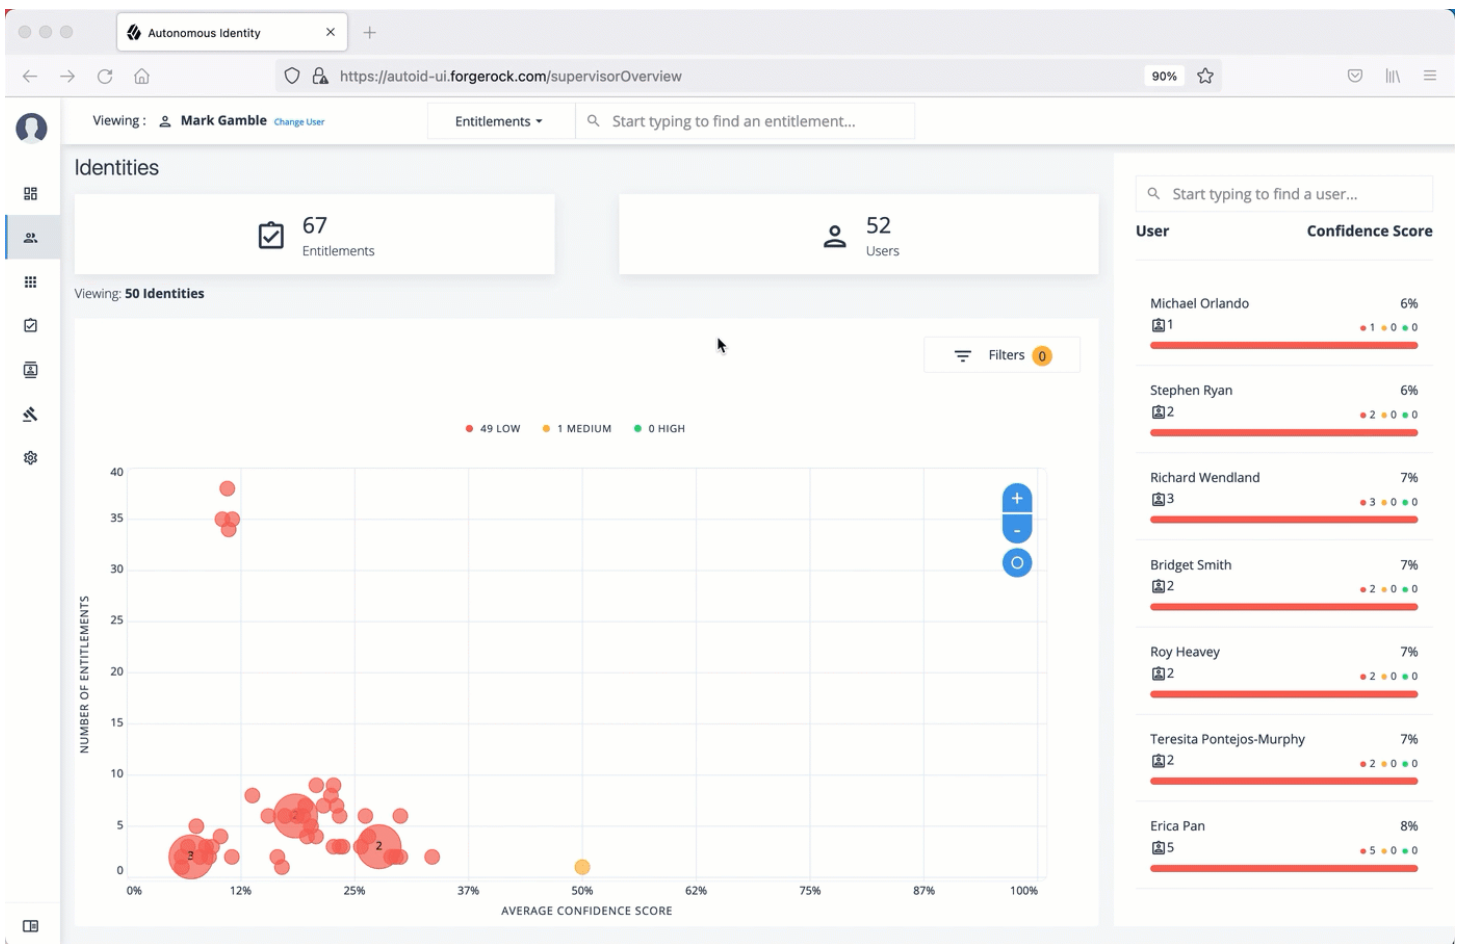 Autonomous Identity
https://autoid-ui.forgerock.com/supervisorOverview
90%
Viewing : Mark Gamble Change User
Entitlements
Start typing to find an entitlement...
Identities
67
Entitlements
52
Users
Viewing: 50 Identities
Filters 0
49 LOW 1 MEDIUM 0 HIGH
NUMBER OF ENTITLEMENTS
40
35
30
25
20
15
10
5
0
3
2
0% 12% 25% 37% 50% 62% 75% 87% 100%
AVERAGE CONFIDENCE SCORE
Start typing to find a user...
User Confidence Score
Michael Orlando 6%
1 1 0 0
Stephen Ryan 6%
2 2 0 0
Richard Wendland 7%
3 3 0 0
Bridget Smith 7%
2 2 0 0
Roy Heavey 7%
2 2 0 0
Teresita Pontejos-Murphy 7%
2 2 0 0
Erica Pan 8%
5 5 0 0